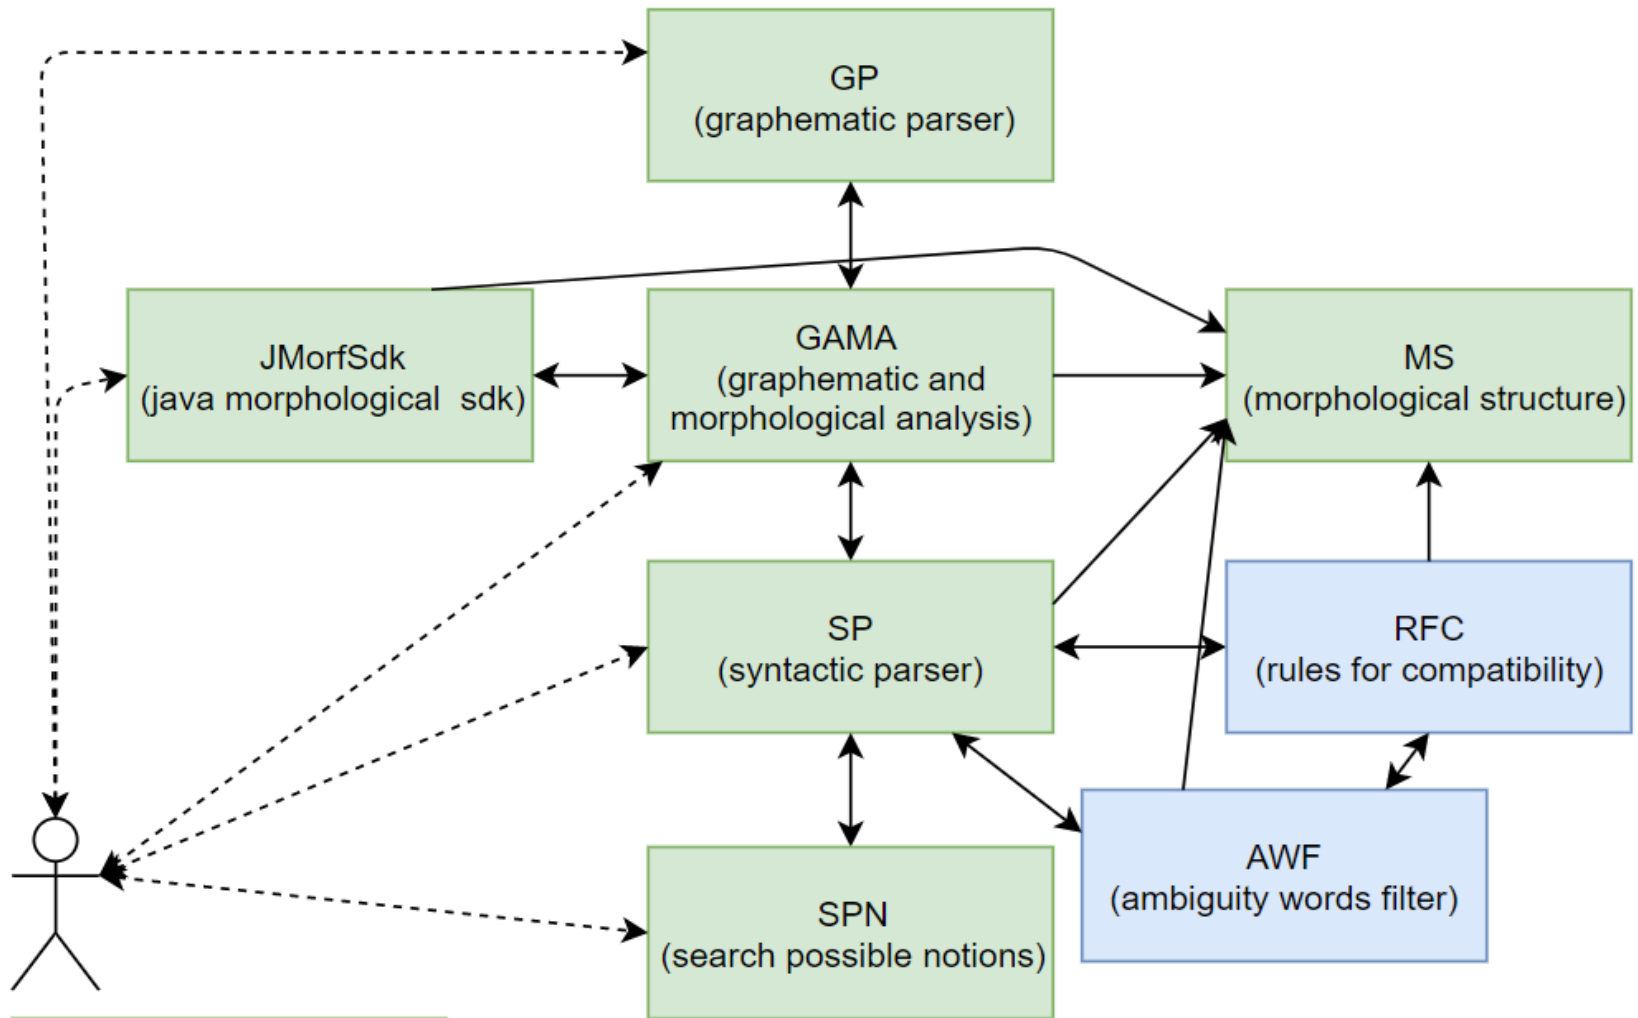 GP
(graphematic parser)
JMorfSdk
(java morphological sdk)
GAMA
(graphematic and
morphological analysis)
MS
(morphological structure)
SP
(syntactic parser)
RFC
(rules for compatibility)
AWF
(ambiguity words filter)
SPN
(search possible notions)